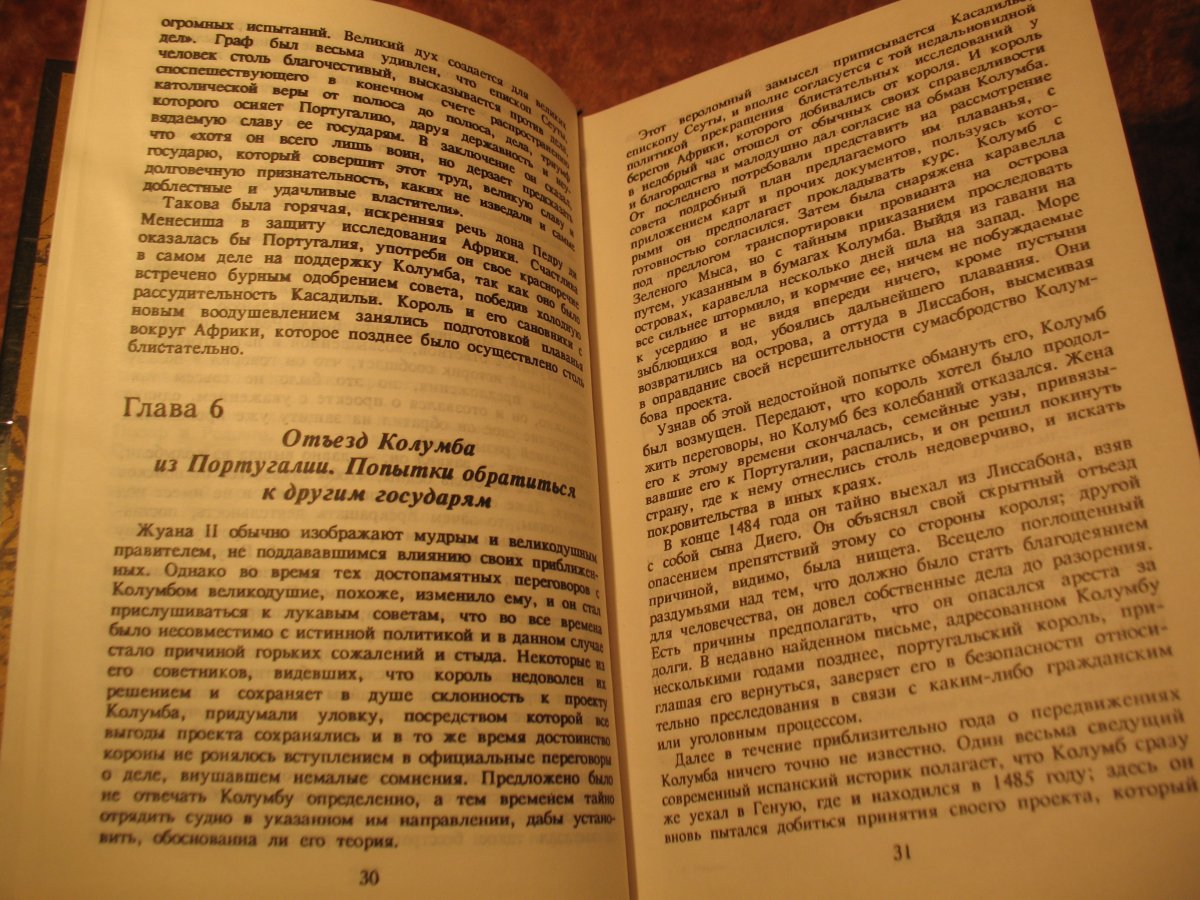 огромных испытаний. Великий дух создается для великих
дел». Граф был весьма удивлен, что епископ Сеуты,
человек столь благочестивый, высказывается против дела,
споспешествующего в конечном счете распространению
католической веры от полюса до полюса, дела, триумф
которого осияет Португалию, даруя державность и неу-
вядаемую славу ее государям. В заключение он сказал,
что «хотя он всего лишь воин, но дерзает предсказать
государю, который совершит этот труд, великую славу и
долговечную признательность, каких не изведали и самые
доблестные и удачливые властители».
Такова была горячая, искренняя речь дона Педру ди
Менесиша в защиту исследования Африки. Счастлива
оказалась бы Португалия, употреби он свое красноречие
в самом деле на поддержку Колумба, так как оно было
встречено бурным одобрением совета, победив холодную
рассудительность Касадильи. Король и его сановники с
новым воодушевлением занялись подготовкой плаванья
вокруг Африки, которое позднее было осуществлено столь
блистательно.
Глава 6
Отъезд Колумба
из Португалии. Попытки обратиться
к другим государям
Жуана II обычно изображают мудрым и великодушным
правителем, не поддававшимся влиянию своих приближен-
ных. Однако во время тех достопамятных переговоров с
Колумбом великодушие, похоже, изменило ему, и он стал
прислушиваться к лукавым советам, что во все времена
было несовместимо с истинной политикой и в данном случае
стало причиной горьких сожалений и стыда. Некоторые из
его советников, видевших, что король недоволен их
решением и сохраняет в душе склонность к проекту
Колумба, придумали уловку, посредством которой все
выгоды проекта сохранялись и в то же время достоинство
короны не ронялось вступлением в официальные переговоры
о деле, внушавшем немалые сомнения. Предложено было
не отвечать Колумбу определенно, а тем временем тайно
отрядить судно в указанном им направлении, дабы устано-
вить, обоснованна ли его теория.
30
Этот вероломный замысел приписывается Касадилье,
епископу Сеуты, и вполне согласуется с той недальновидной
политикой прекращения блистательных исследований у
берегов Африки, которого добивались от короля. И король
в недобрый час отошел от обычных своих справедливости
и благородства и малодушно дал согласие на обман Колумба.
От последнего потребовали представить на рассмотрение
совета подробный план предлагаемого им плаванья, с
приложением карт и прочих документов, пользуясь кото-
рыми он предполагает прокладывать курс. Колумб с
готовностью согласился. Затем была снаряжена каравелла
под предлогом транспортировки провианта на острова
Зеленого Мыса, но с тайным приказанием проследовать
путем, указанным в бумагах Колумба. Выйдя из гавани на
островах, каравелла несколько дней шла на запад. Море
все сильнее штормило, и кормчие ее, ничем не побуждаемые
к усердию и не видя впереди ничего, кроме пустыни
зыблющихся вод, убоялись дальнейшего плавания. Они
возвратились на острова, а оттуда в Лиссабон, высмеивая
в оправдание своей нерешительности сумасбродство Колум-
бова проекта.
Узнав об этой недостойной попытке обмануть его, Колумб
был возмущен. Передают, что король хотел было продол-
жить переговоры, но Колумб без колебаний отказался. Жена
его к этому времени скончалась, семейные узы, привязы-
вавшие его к Португалии, распались, и он решил покинуть
страну, где к нему отнеслись столь недоверчиво, и искать
покровительства в иных краях.
В конце 1484 года он тайно выехал из Лиссабона, взяв
с собой сына Диего. Он объяснял свой скрытный отъезд
опасением препятствий этому со стороны короля; другой
причиной, видимо, была нищета. Всецело поглощенный
раздумьями над тем, что должно было стать благодеянием
для человечества, он довел собственные дела до разорения.
Есть причины предполагать, что он опасался ареста за
долги. В недавно найденном письме, адресованном Колумбу
несколькими годами позднее, португальский король, при-
глашая его вернуться, заверяет его в безопасности относи-
тельно преследования в связи с каким-либо гражданским
или уголовным процессом.
Далее в течение приблизительно года о передвижениях
Колумба ничего точно не известно. Один весьма сведущий
современный испанский историк полагает, что Колумб сразу
же уехал в Геную, где и находился в 1485 году; здесь он
вновь пытался добиться принятия своего проекта, который
31